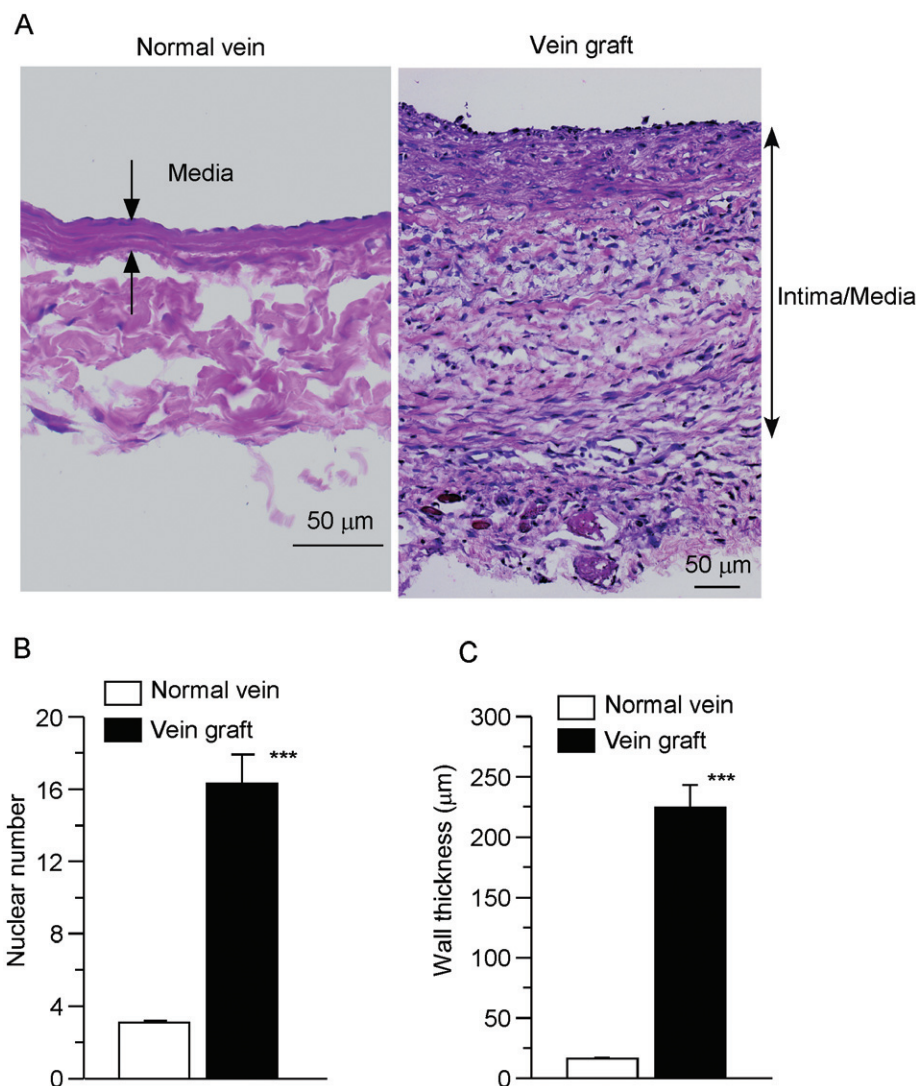 A
Normal vein
Vein graft
Media
Intima/Media
50 μm
50 μm
B
Normal vein
Vein graft
20
16
12
8
4
0
Nuclear number
***
C
Normal vein
Vein graft
300
250
200
150
100
50
25
0
Wall thickness (μm)
***